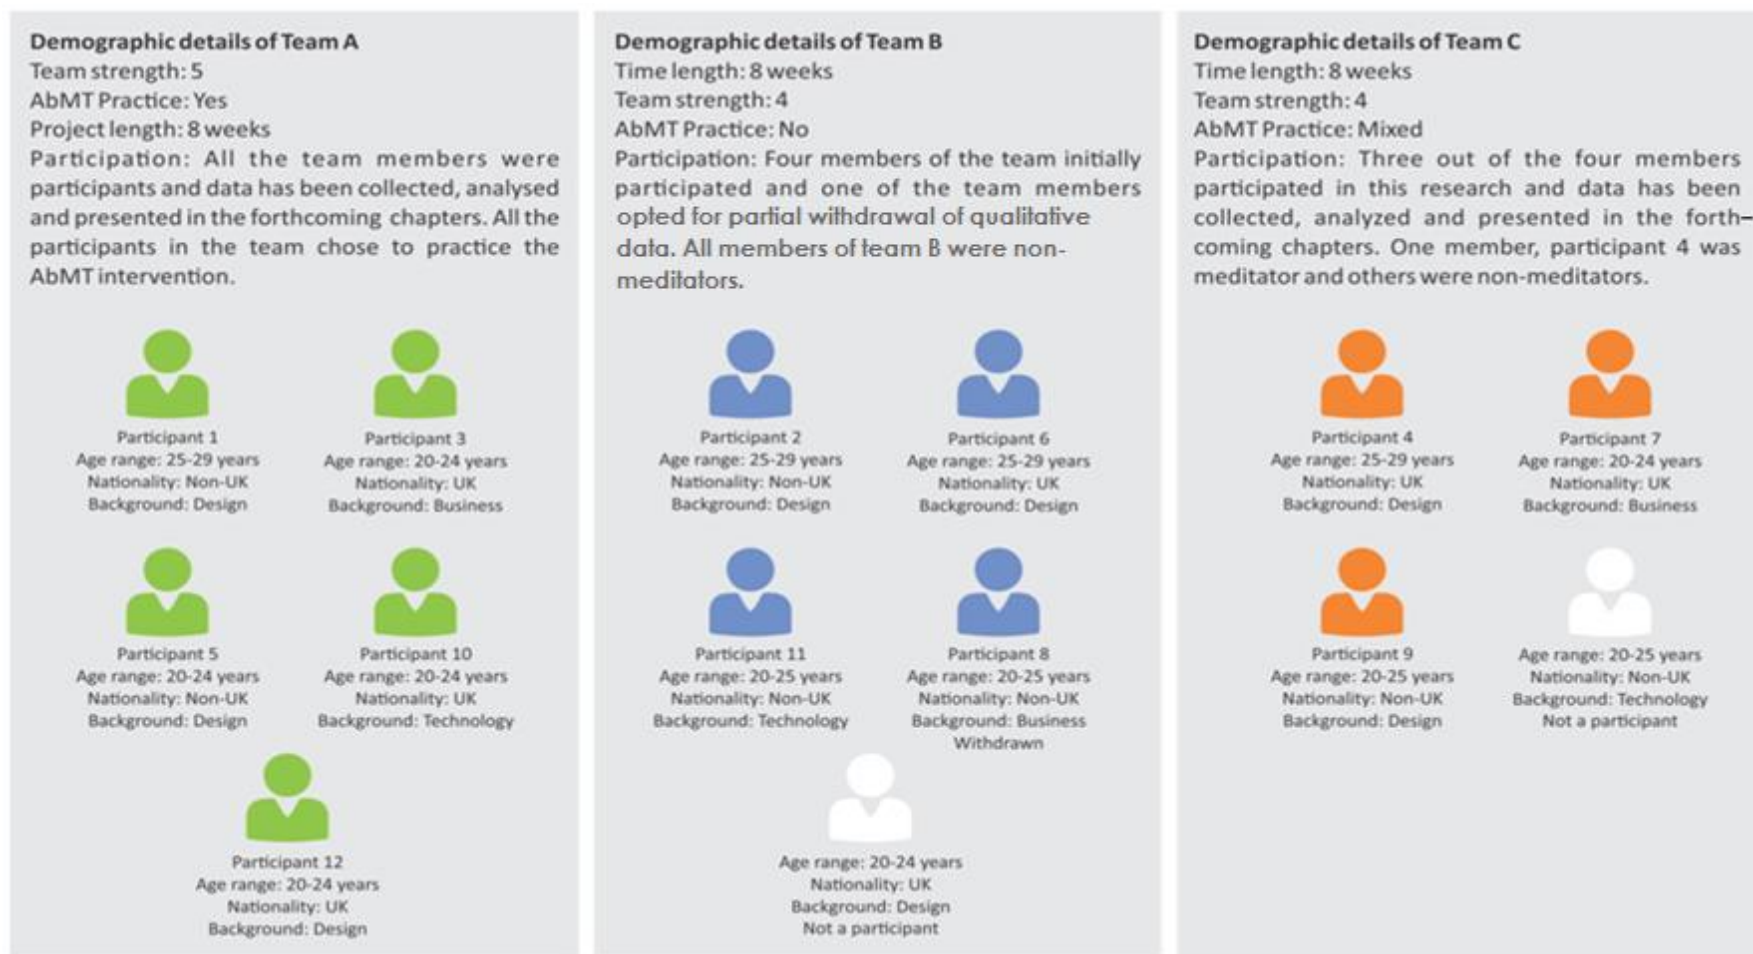 Demographic details of Team A
Team strength: 5
AbMT Practice: Yes
Project length: 8 weeks
Participation: All the team members were
participants and data has been collected, analysed
and presented in the forthcoming chapters. All the
participants in the team chose to practice the
AbMT intervention.
Participant 1
Age range: 25-29 years
Nationality: Non-UK
Background: Design
Participant 3
Age range: 20-24 years
Nationality: UK
Background: Business
Participant 5
Age range: 20-24 years
Nationality: Non-UK
Background: Design
Participant 10
Age range: 20-24 years
Nationality: UK
Background: Technology
Participant 12
Age range: 20-24 years
Nationality: UK
Background: Design
Demographic details of Team B
Time length: 8 weeks
Team strength: 4
AbMT Practice: No
Participation: Four members of the team initially
participated and one of the team members
opted for partial withdrawal of qualitative
data. All members of team B were non-
meditators.
Participant 2
Age range: 25-29 years
Nationality: Non-UK
Background: Design
Participant 6
Age range: 25-29 years
Nationality: UK
Background: Design
Participant 11
Age range: 20-25 years
Nationality: Non-UK
Background: Technology
Participant 8
Age range: 20-25 years
Nationality: Non-UK
Background: Business
Withdrawn
Age range: 20-24 years
Nationality: UK
Background: Design
Not a participant
Demographic details of Team C
Time length: 8 weeks
Team strength: 4
AbMT Practice: Mixed
Participation: Three out of the four members
participated in this research and data has been
collected, analyzed and presented in the forth-
coming chapters. One member, participant 4 was
meditator and others were non-meditators.
Participant 4
Age range: 25-29 years
Nationality: UK
Background: Design
Participant 7
Age range: 20-24 years
Nationality: UK
Background: Business
Participant 9
Age range: 20-25 years
Nationality: Non-UK
Background: Design
Age range: 20-25 years
Nationality: Non-UK
Background: Technology
Not a participant